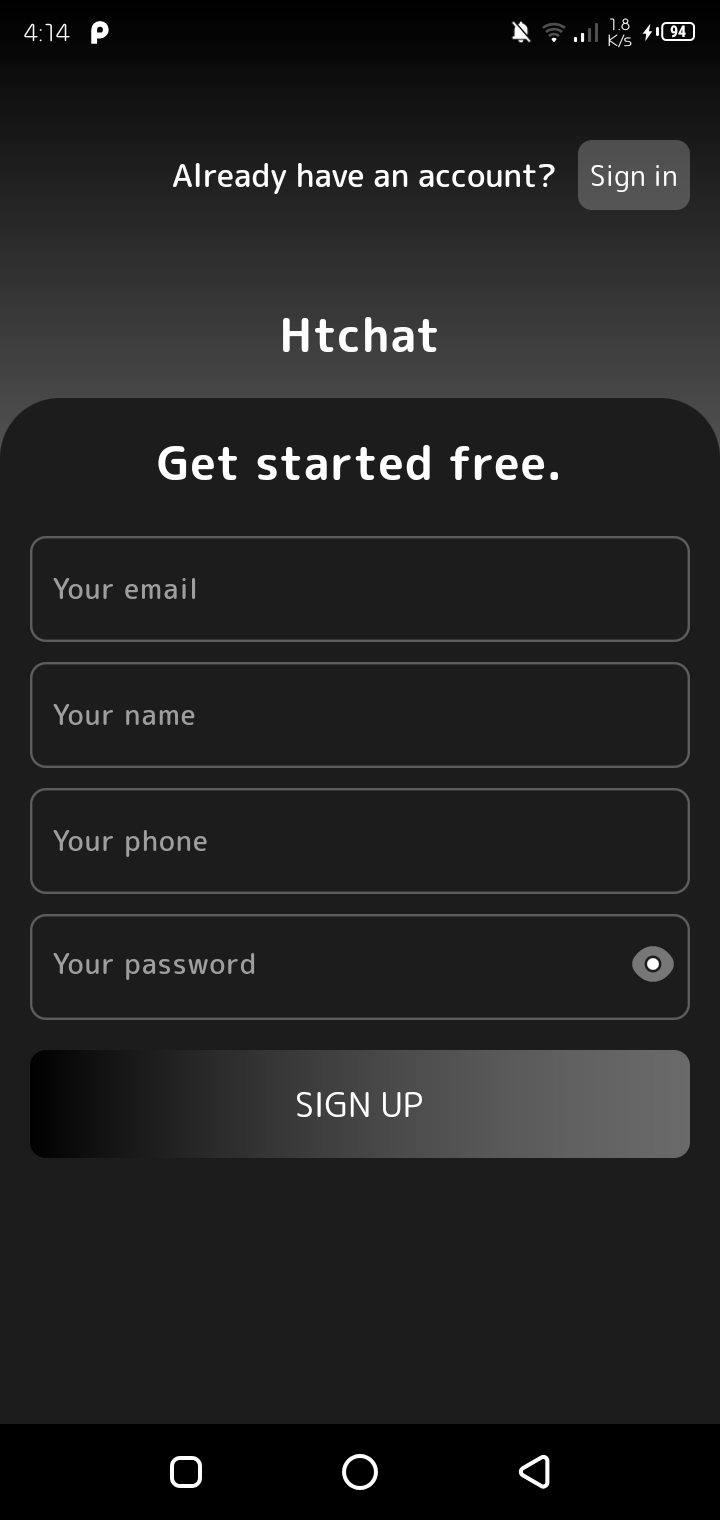 4:14
1.8
K/s
94
Already have an account?
Sign in
Htchat
Get started free.
Your email
Your name
Your phone
Your password
SIGN UP